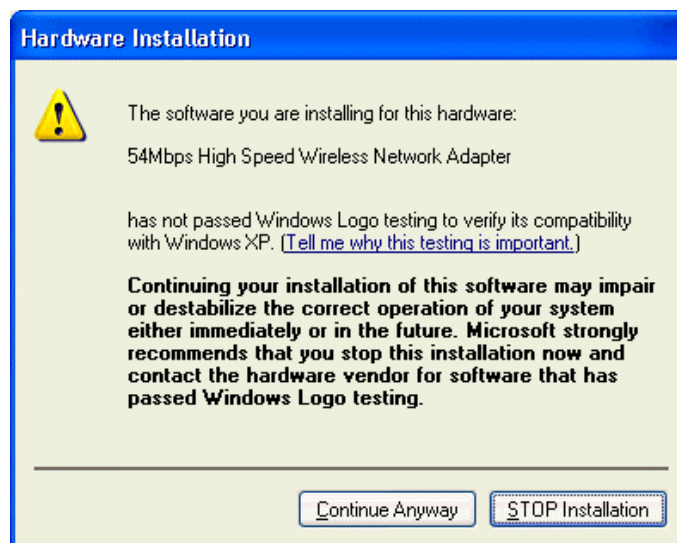 Hardware Installation
The software you are installing for this hardware:
54Mbps High Speed Wireless Network Adapter
has not passed Windows Logo testing to verify its compatibility
with Windows XP. (Tell me why this testing is important.)
Continuing your installation of this software may impair
or destabilize the correct operation of your system
either immediately or in the future. Microsoft strongly
recommends that you stop this installation now and
contact the hardware vendor for software that has
passed Windows Logo testing.
Continue Anyway
STOP Installation